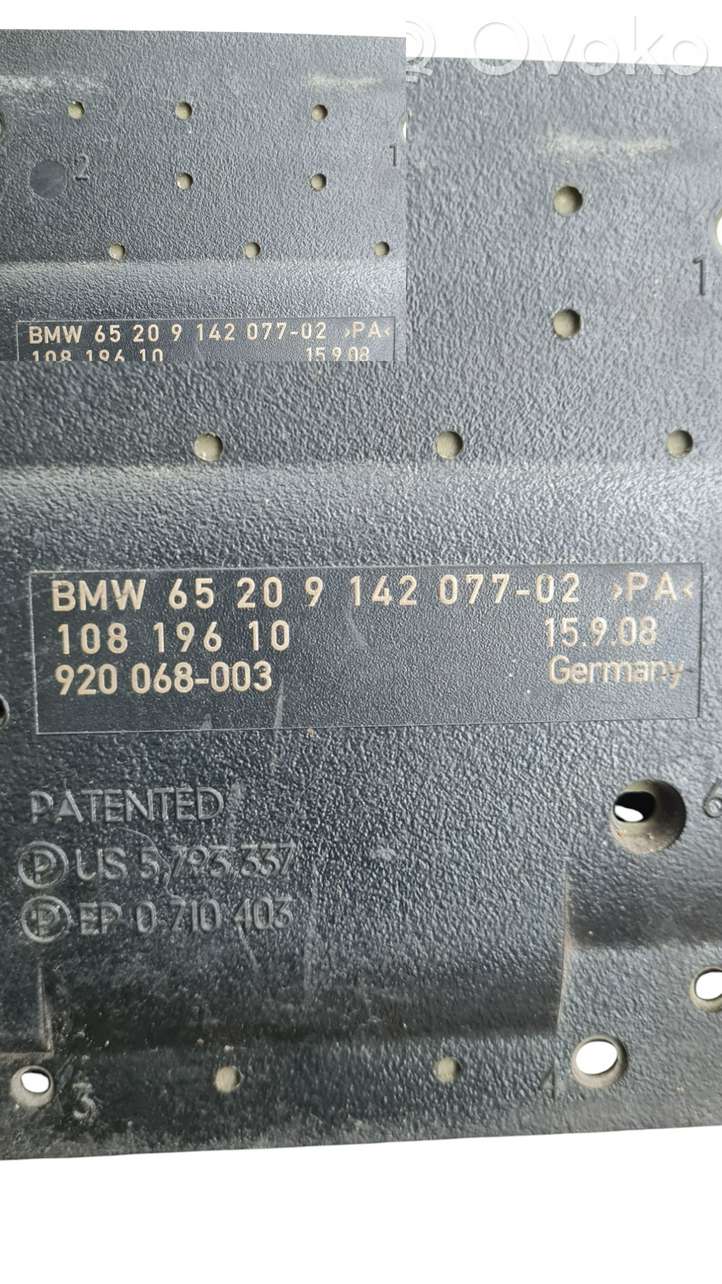 Ovoko
2
1
BMW 65 20 9 142 077-02 >PA<
108 196 10 15.9.08
1
BMW 65 20 9 142 077-02 >PA<
108 196 10 15.9.08
920 068-003 Germany
PATENTED
6
Ⓟ US 5,793,337
Ⓟ EP 0 710 403
3
4